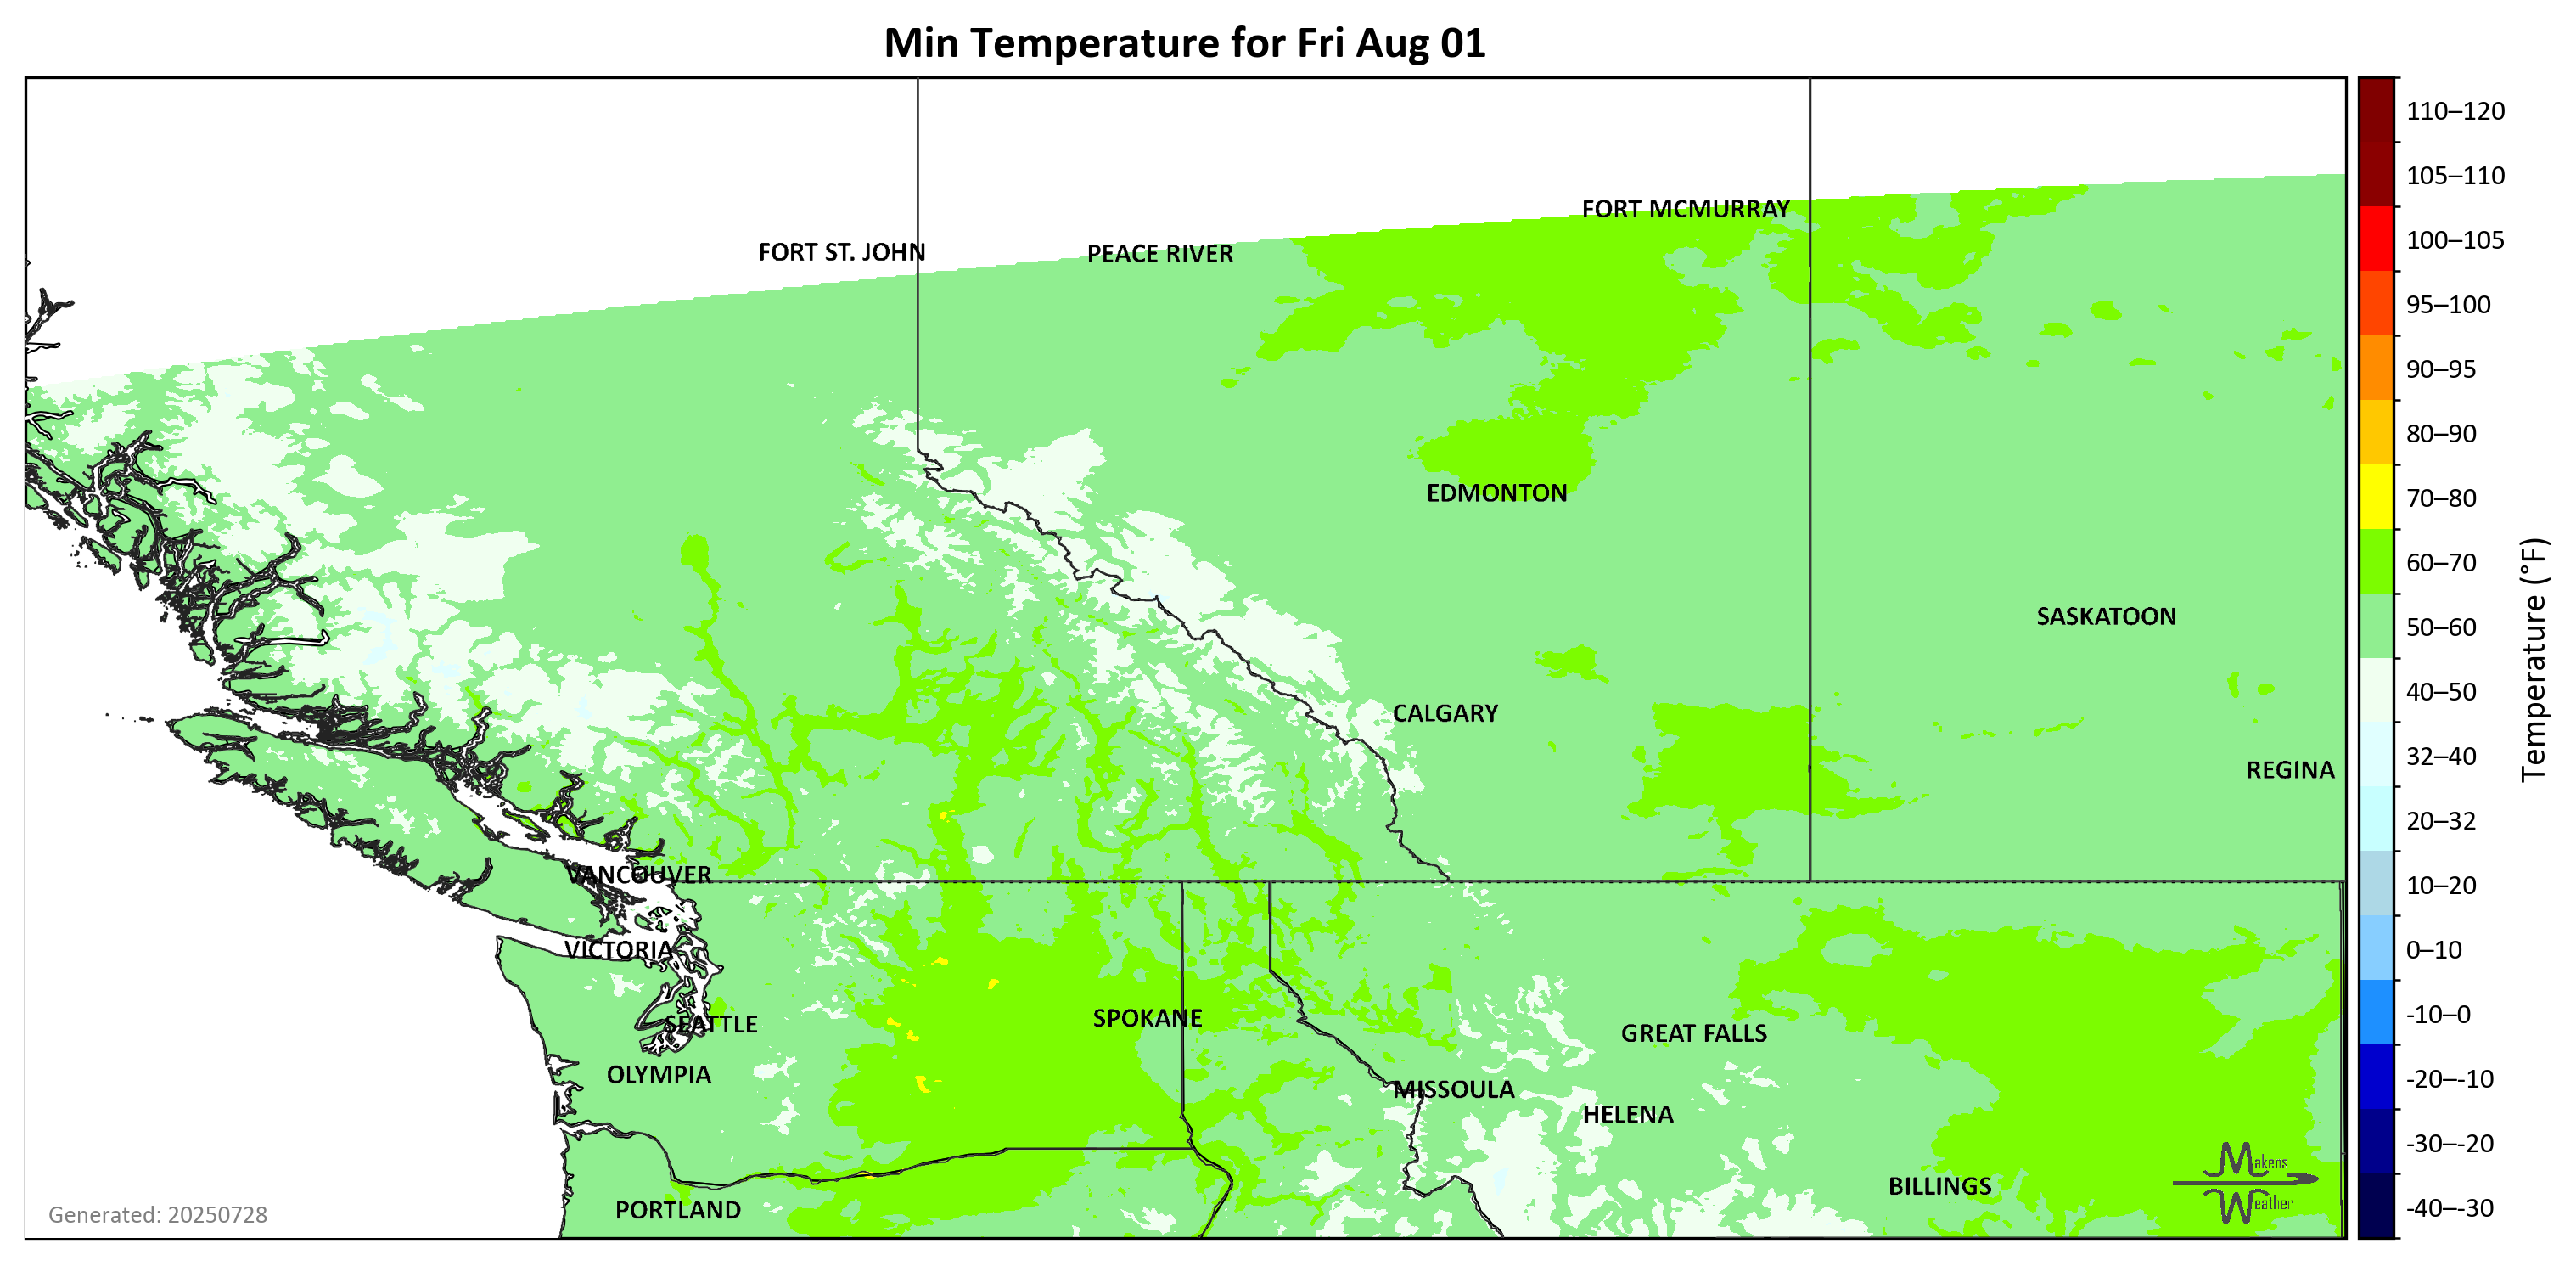 Min Temperature for Fri Aug 01
110–120
105–110
FORT MCMURRAY
100–105
FORT ST. JOHN
PEACE RIVER
95–100
90–95
80–90
EDMONTON
70–80
60–70
SASKATOON
50–60
Temperature (°F)
40–50
CALGARY
32–40
REGINA
20–32
VANCOUVER
10–20
VICTORIA
0–10
SEATTLE
SPOKANE
GREAT FALLS
-10–0
OLYMPIA
MISSOULA
HELENA
-20–-10
-30–-20
Makens
Weather
BILLINGS
PORTLAND
-40–-30
Generated: 20250728